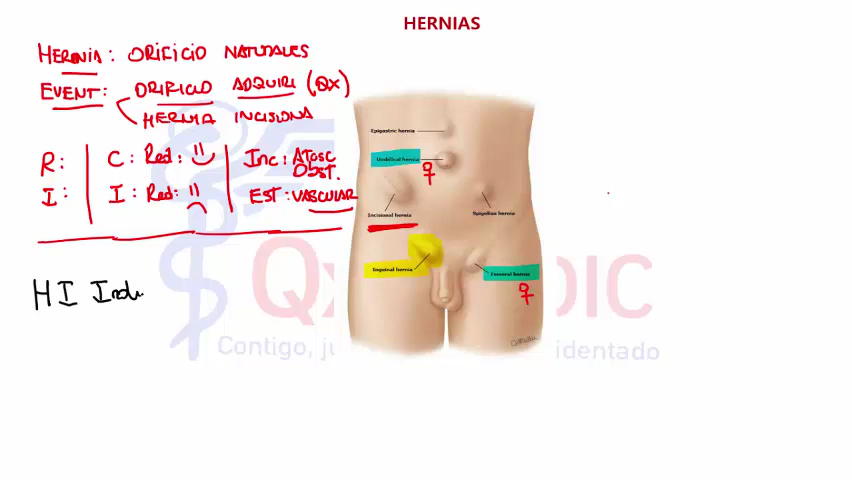 HERNIAS
HERNIA: ORIFICIO NATURALES
EVENT: ORIFICIO ADQUIRI (QX)
HERNIA INCISIONA
R: C: Red: Inc: ATASC
OBST.
I: I: Red: EST: VASCULAR
HI Indi
Epigastric hernia
Umbilical hernia
Incisional hernia
Spigelian hernia
Inguinal hernia
Femoral hernia
Contigo, ju identado